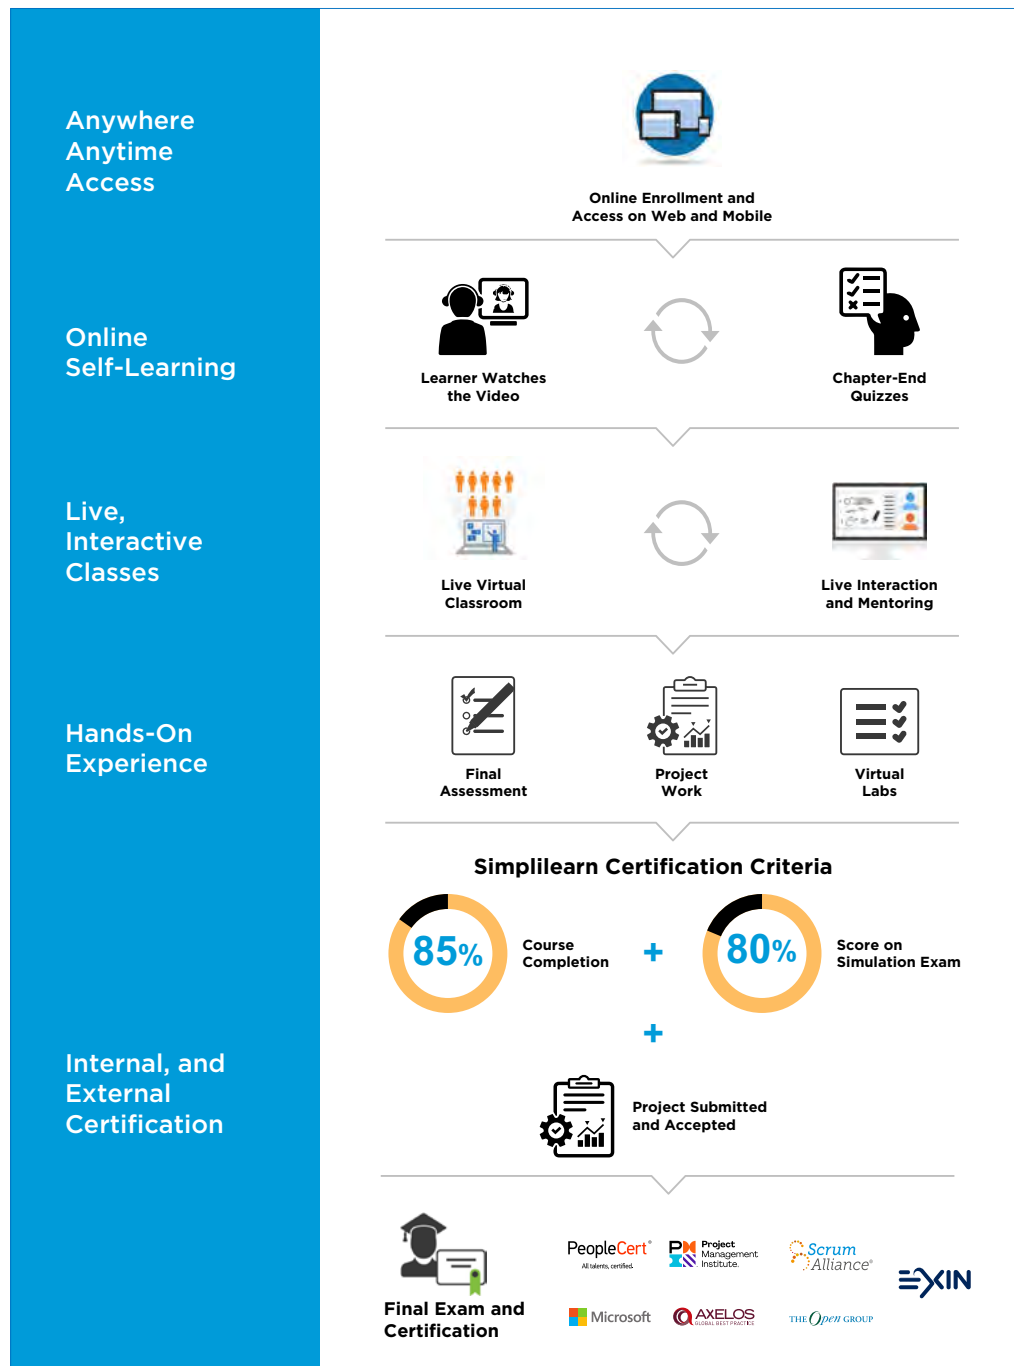 Anywhere
Anytime
Access
Online Enrollment and
Access on Web and Mobile
Online
Self-Learning
Learner Watches
the Video
Chapter-End
Quizzes
Live,
Interactive
Classes
Live Virtual
Classroom
Live Interaction
and Mentoring
Hands-On
Experience
Final
Assessment
Project
Work
Virtual
Labs
Simplilearn Certification Criteria
85%
Course
Completion
+
80%
Score on
Simulation Exam
+
Internal, and
External
Certification
Project Submitted
and Accepted
Final Exam and
Certification
PeopleCert®
All talents, certified.
Project
Management
Institute.
Scrum
Alliance®
EXIN
Microsoft
AXELOS
GLOBAL BEST PRACTICE
THE Open GROUP